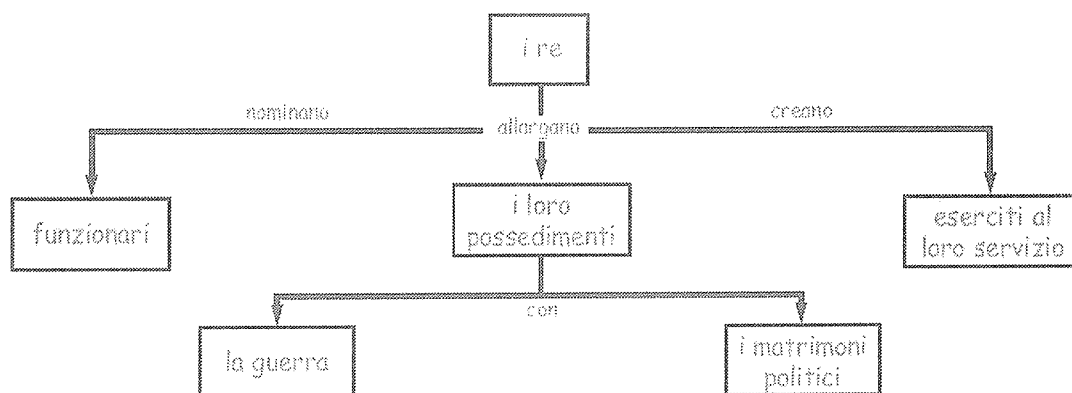 i re
nominano
allargano
creano
funzionari
i loro
possedimenti
eserciti al
loro servizio
con
la guerra
i matrimoni
politici